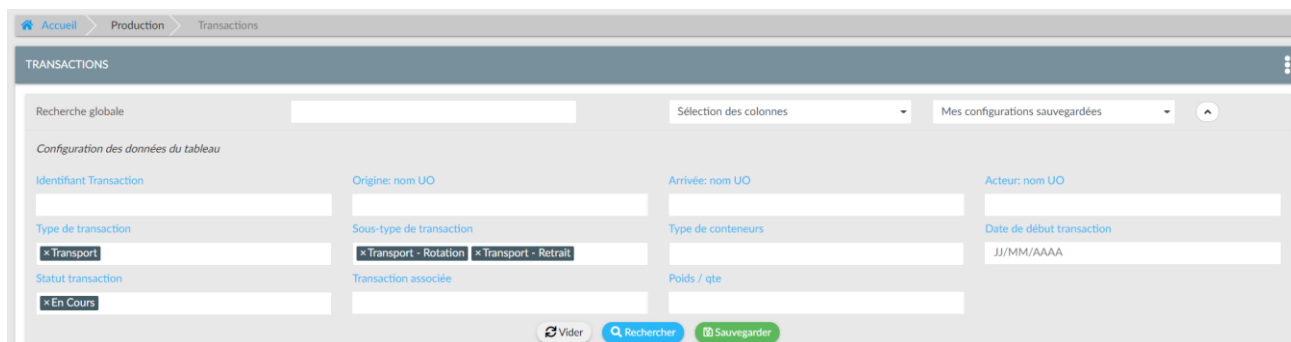 Accueil Production Transactions
TRANSACTIONS
Recherche globale Sélection des colonnes Mes configurations sauvegardées
Configuration des données du tableau
Identifiant Transaction Origine: nom UO Arrivée: nom UO Acteur: nom UO
Type de transaction Sous-type de transaction Type de conteneurs Date de début transaction
×Transport ×Transport - Rotation ×Transport - Retrait JJ/MM/AAAA
Statut transaction Transaction associée Poids / qte
×En Cours
Vider Rechercher Sauvegarder